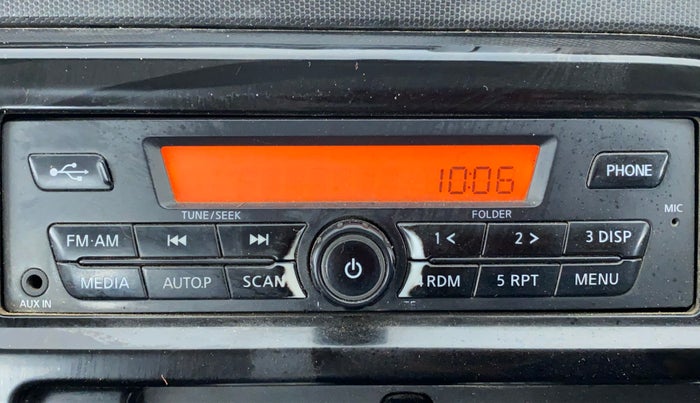 10:06
PHONE
TUNE/SEEK
FOLDER
MIC
FM·AM
1 <
2 >
3 DISP
MEDIA
AUTO.P
SCAN
RDM
5 RPT
MENU
AUX IN